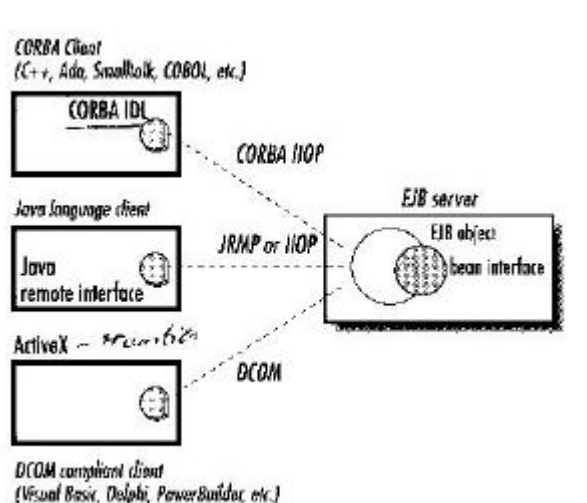 CORBA Client
(C++, Ada, Smalltalk, COBOL, etc.)
CORBA IDL
CORBA IIOP
EJB server
EJB object
bean interface
Java language client
JRMP or IIOP
Java
remote interface
ActiveX -
DCOM
DCOM compliant client
(Visual Basic, Delphi, PowerBuilder, etc.)